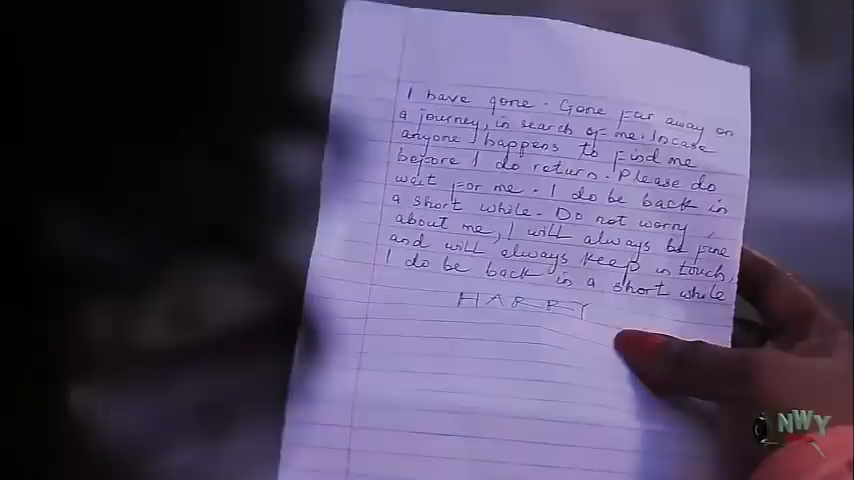 I have gone. Gone far away on
a journey, in search of me. Incase
anyone happens to find me
before I do return. Please do
wait for me. I do be back in
a short while. Do not worry
about me, I will always be fine
and will always keep in touch,
I do be back in a short while
HARRY
NWY